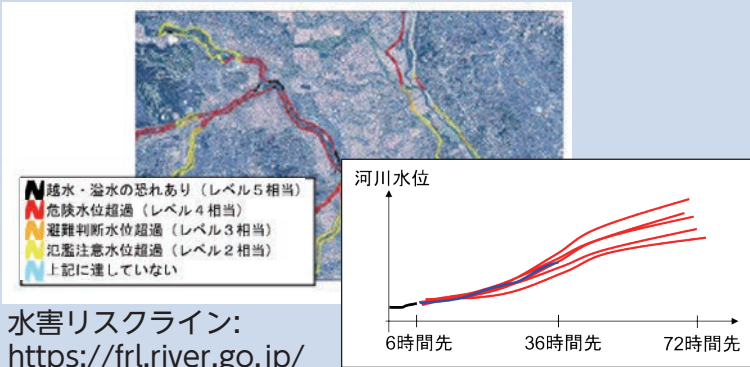 越水・溢水の恐れあり（レベル５相当）
危険水位超過（レベル４相当）
避難判断水位超過（レベル３相当）
氾濫注意水位超過（レベル２相当）
上記に達していない
河川水位
6時間先
36時間先
72時間先
水害リスクライン:
https://frl.river.go.jp/